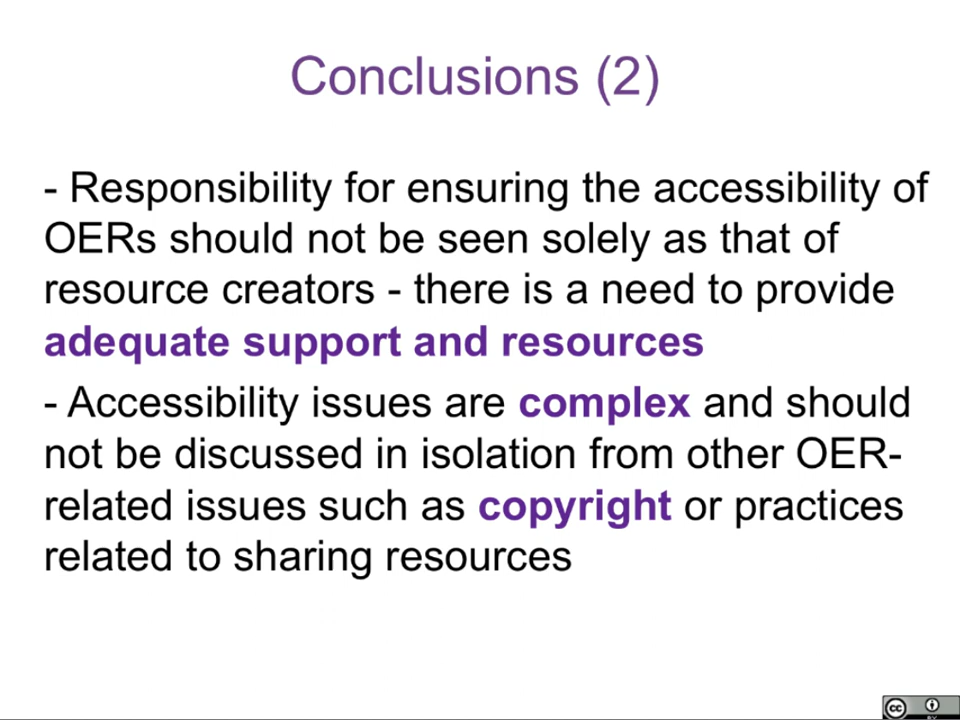 Conclusions (2)
- Responsibility for ensuring the accessibility of
OERs should not be seen solely as that of
resource creators - there is a need to provide
adequate support and resources
- Accessibility issues are complex and should
not be discussed in isolation from other OER-
related issues such as copyright or practices
related to sharing resources
cc
BY